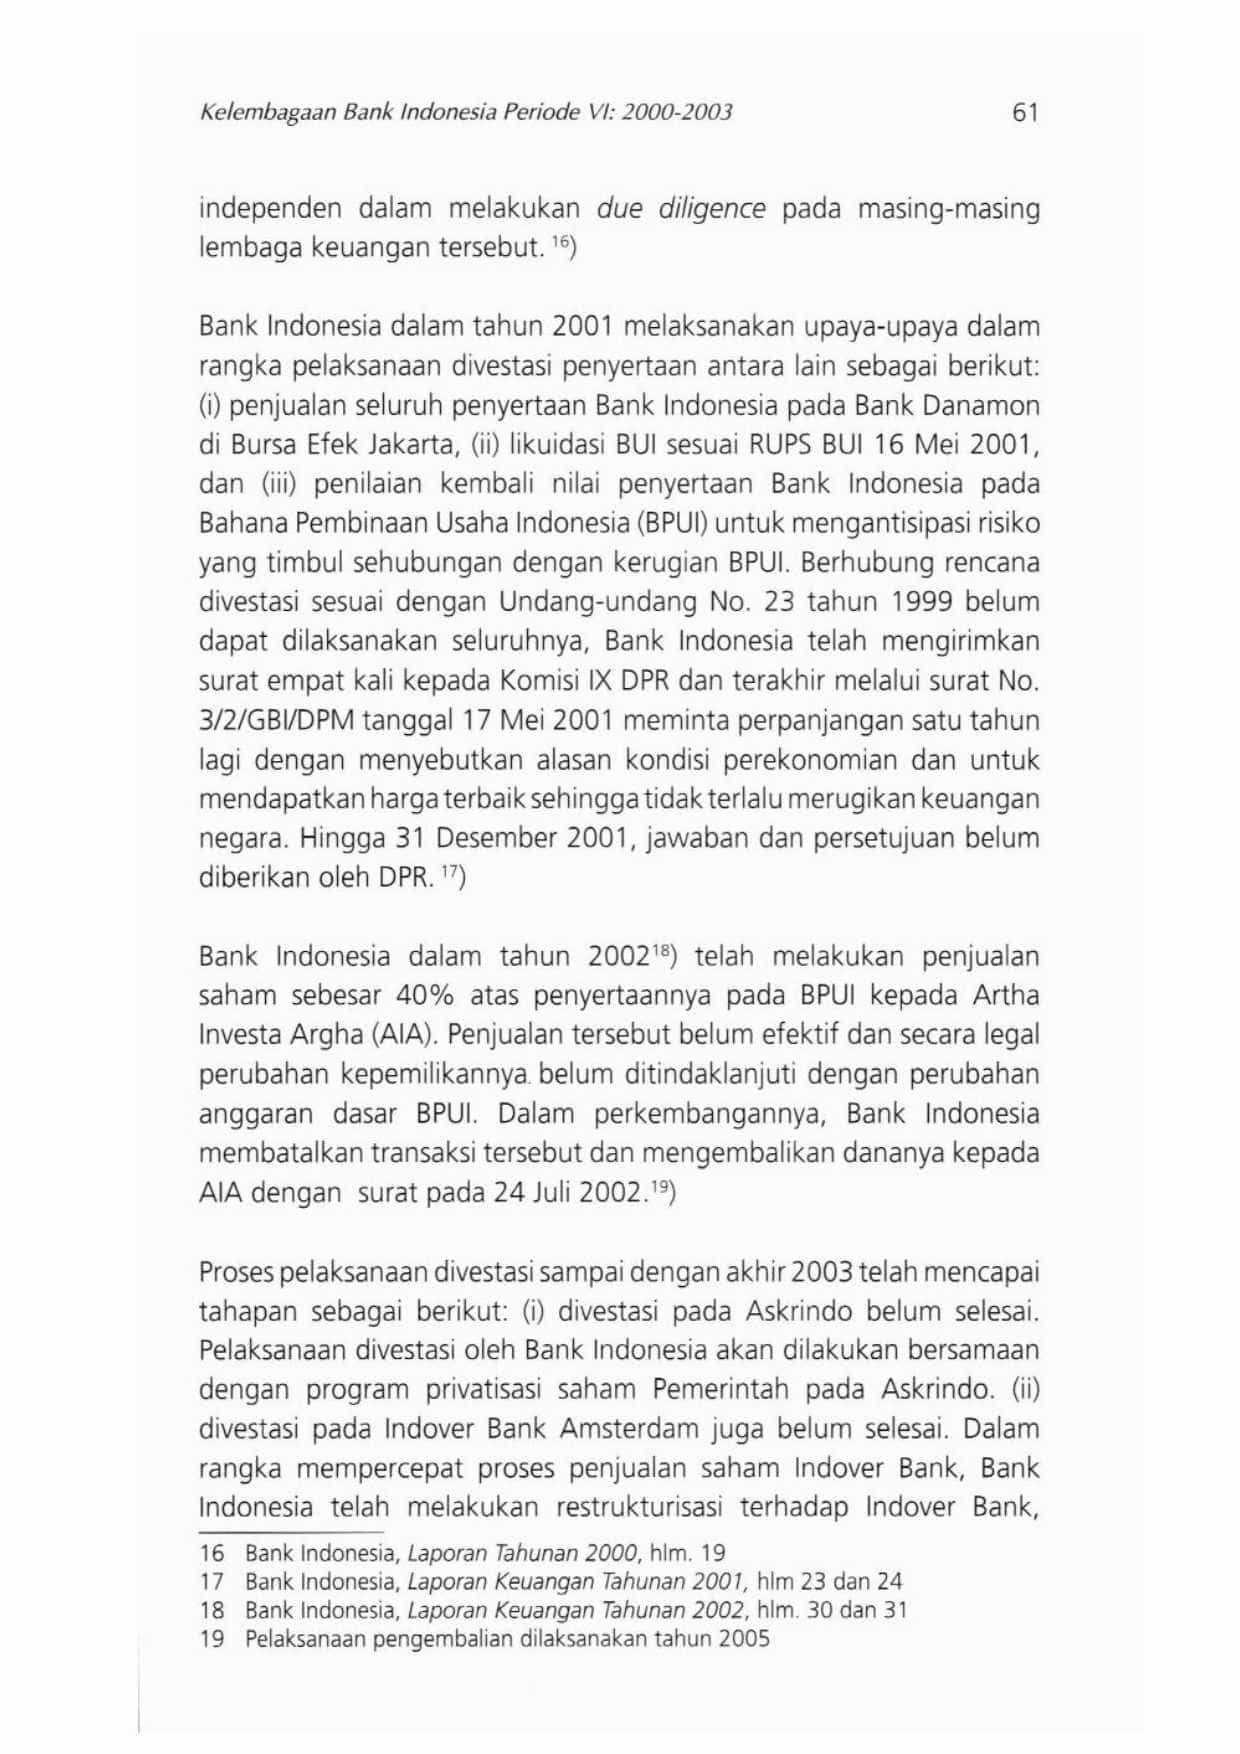 Kelembagaan Bank Indonesia Periode VI: 2000-2003 61
independen dalam melakukan due diligence pada masing-masing
lembaga keuangan tersebut. 16)
Bank Indonesia dalam tahun 2001 melaksanakan upaya-upaya dalam
rangka pelaksanaan divestasi penyertaan antara lain sebagai berikut:
(i) penjualan seluruh penyertaan Bank Indonesia pada Bank Danamon
di Bursa Efek Jakarta, (ii) likuidasi BUI sesuai RUPS BUI 16 Mei 2001,
dan (iii) penilaian kembali nilai penyertaan Bank Indonesia pada
Bahana Pembinaan Usaha Indonesia (BPUI) untuk mengantisipasi risiko
yang timbul sehubungan dengan kerugian BPUI. Berhubung rencana
divestasi sesuai dengan Undang-undang No. 23 tahun 1999 belum
dapat dilaksanakan seluruhnya, Bank Indonesia telah mengirimkan
surat empat kali kepada Komisi IX DPR dan terakhir melalui surat No.
3/2/GBI/DPM tanggal 17 Mei 2001 meminta perpanjangan satu tahun
lagi dengan menyebutkan alasan kondisi perekonomian dan untuk
mendapatkan harga terbaik sehingga tidak terlalu merugikan keuangan
negara. Hingga 31 Desember 2001, jawaban dan persetujuan belum
diberikan oleh DPR. 17)
Bank Indonesia dalam tahun 200218) telah melakukan penjualan
saham sebesar 40% atas penyertaannya pada BPUI kepada Artha
Investa Argha (AIA). Penjualan tersebut belum efektif dan secara legal
perubahan kepemilikannya. belum ditindaklanjuti dengan perubahan
anggaran dasar BPUI. Dalam perkembangannya, Bank Indonesia
membatalkan transaksi tersebut dan mengembalikan dananya kepada
AIA dengan surat pada 24 Juli 2002.19)
Proses pelaksanaan divestasi sampai dengan akhir 2003 telah mencapai
tahapan sebagai berikut: (i) divestasi pada Askrindo belum selesai.
Pelaksanaan divestasi oleh Bank Indonesia akan dilakukan bersamaan
dengan program privatisasi saham Pemerintah pada Askrindo. (ii)
divestasi pada Indover Bank Amsterdam juga belum selesai. Dalam
rangka mempercepat proses penjualan saham Indover Bank, Bank
Indonesia telah melakukan restrukturisasi terhadap Indover Bank,
16 Bank Indonesia, Laporan Tahunan 2000, hlm. 19
17 Bank Indonesia, Laporan Keuangan Tahunan 2001, hlm 23 dan 24
18 Bank Indonesia, Laporan Keuangan Tahunan 2002, hlm. 30 dan 31
19 Pelaksanaan pengembalian dilaksanakan tahun 2005